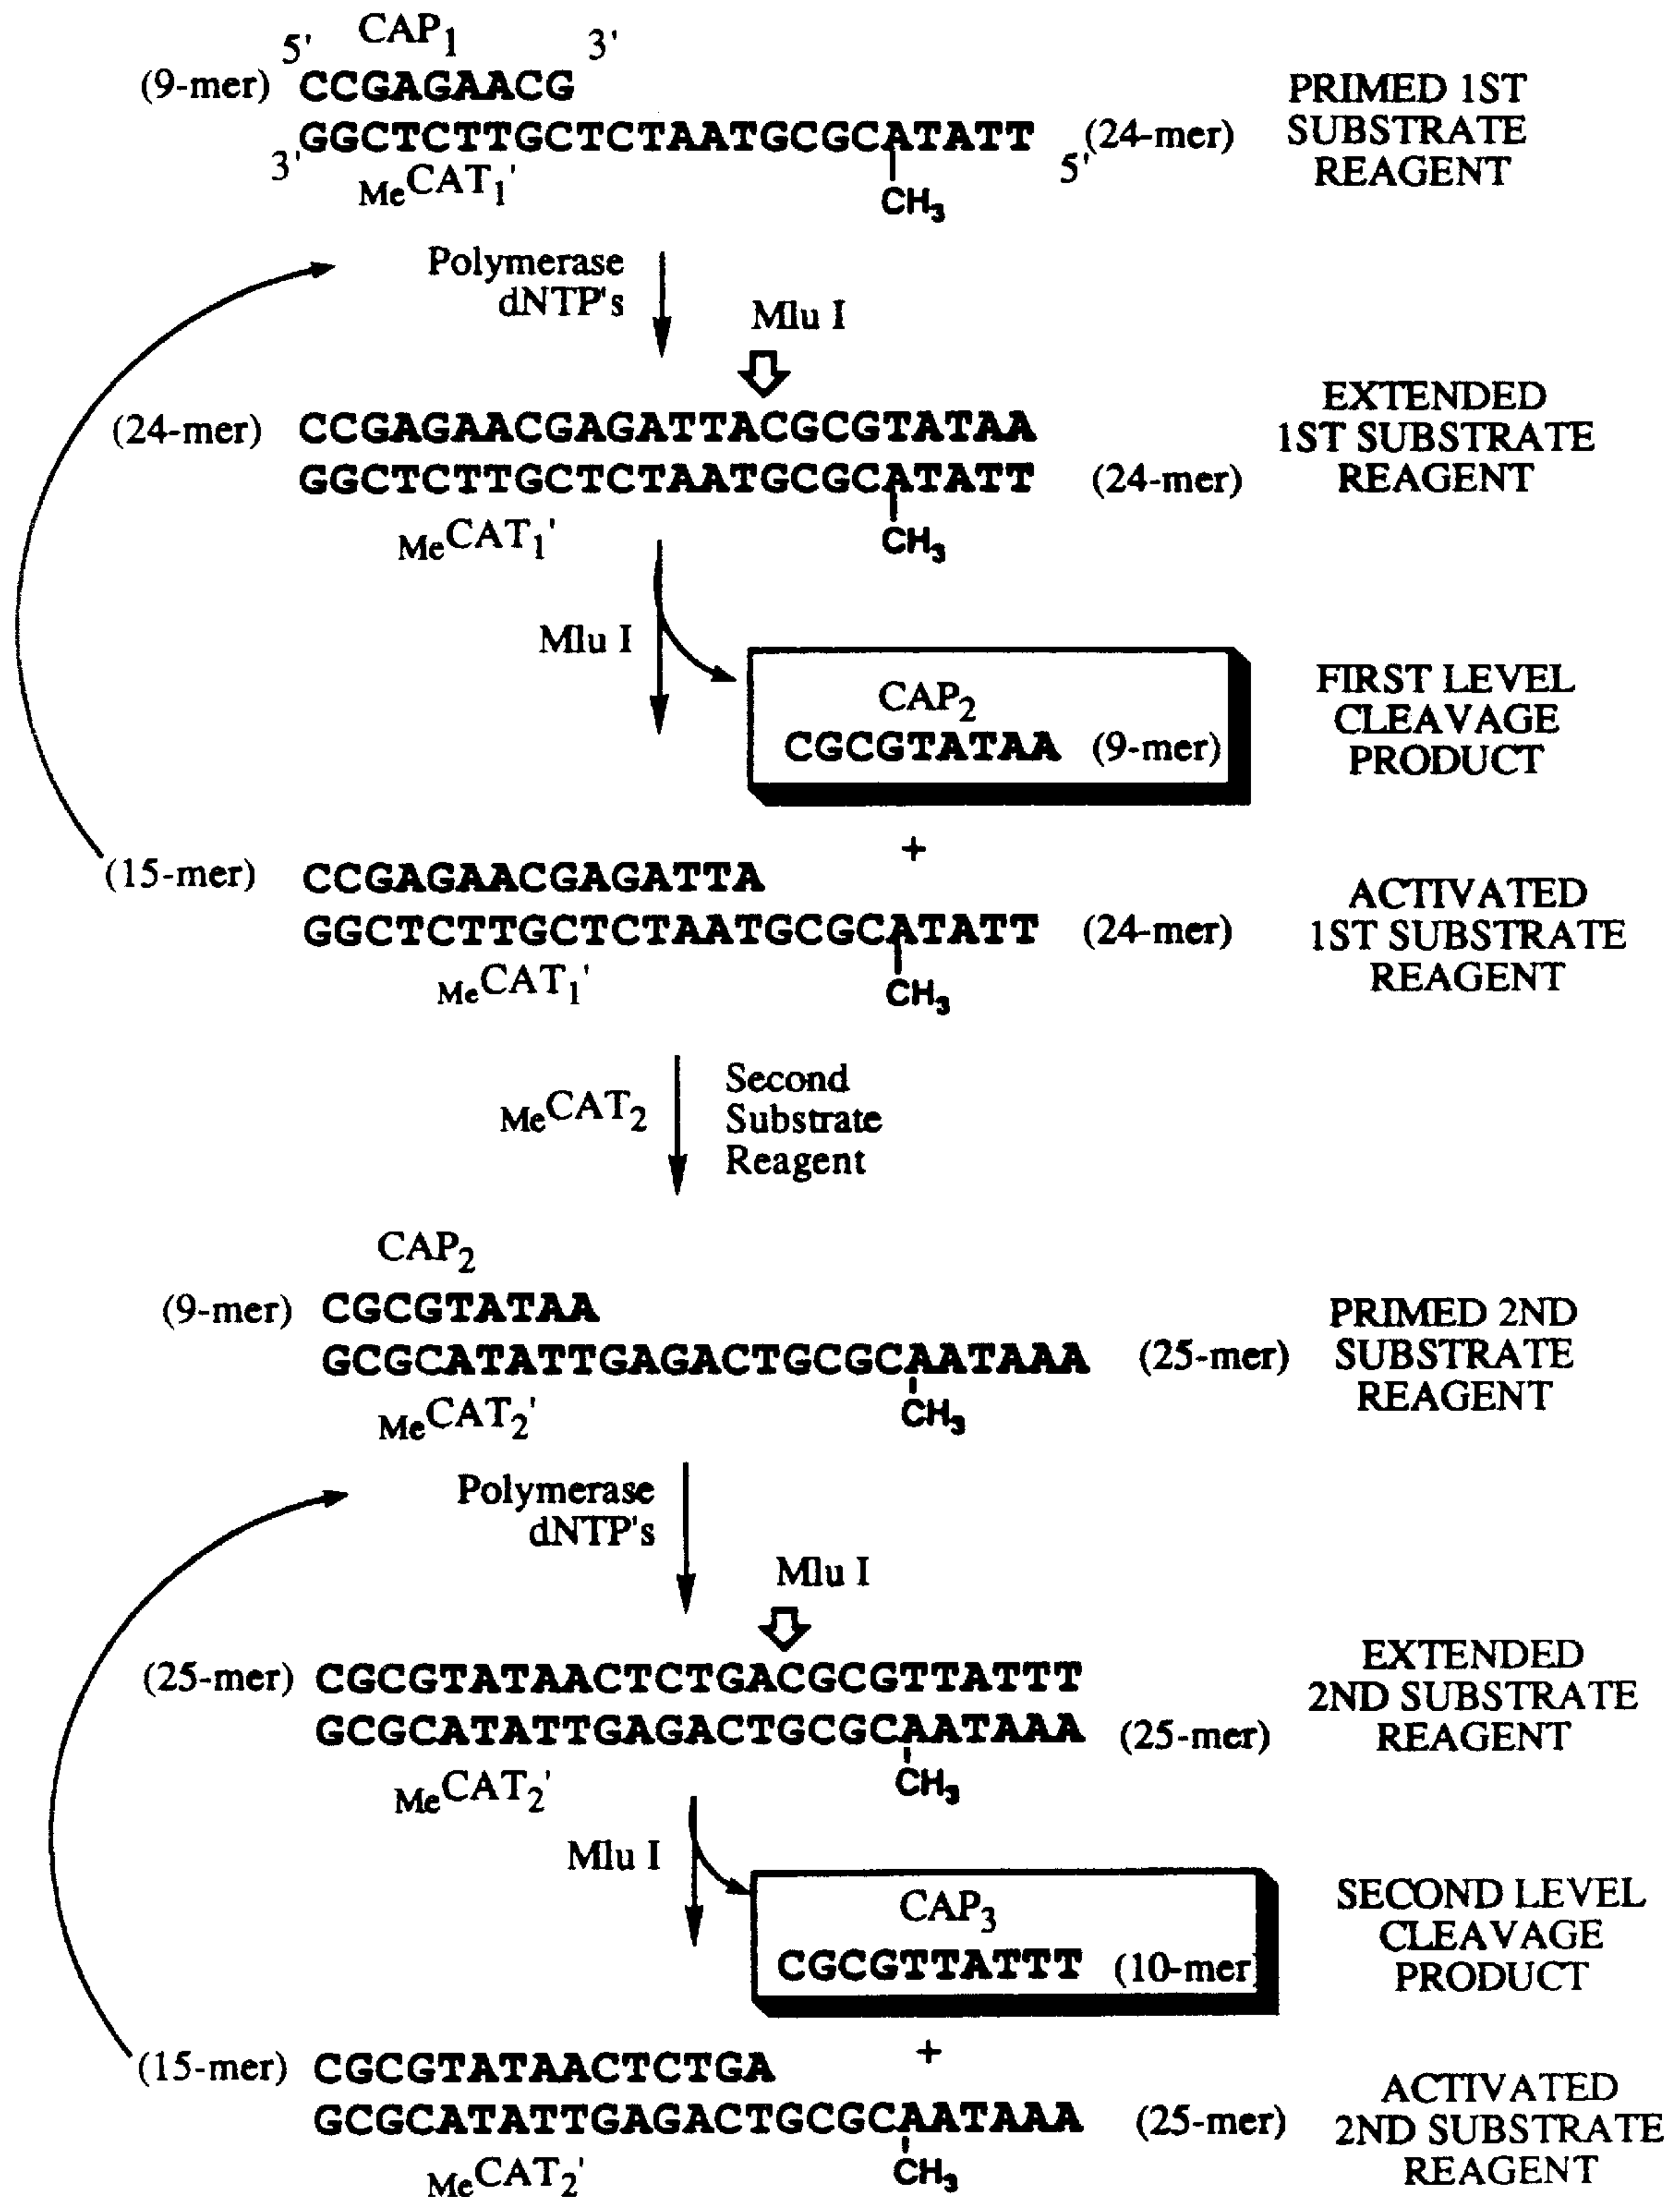 CAP1
5' 3'
(9-mer) CCGAGAACG
GGCTCTTGCTCTAATGCGCATATT (24-mer)
3' 5'
MeCAT1'
CH3
PRIMED 1ST
SUBSTRATE
REAGENT
Polymerase
dNTP's
Mlu I
(24-mer) CCGAGAACGAGATTACGCGTATAA
GGCTCTTGCTCTAATGCGCATATT (24-mer)
MeCAT1'
CH3
EXTENDED
1ST SUBSTRATE
REAGENT
Mlu I
CAP2
CGCGTATAA (9-mer)
FIRST LEVEL
CLEAVAGE
PRODUCT
+
(15-mer) CCGAGAACGAGATTA
GGCTCTTGCTCTAATGCGCATATT (24-mer)
MeCAT1'
CH3
ACTIVATED
1ST SUBSTRATE
REAGENT
MeCAT2
Second
Substrate
Reagent
CAP2
(9-mer) CGCGTATAA
GCGCATATTGAGACTGCGCAATAAA (25-mer)
MeCAT2'
CH3
PRIMED 2ND
SUBSTRATE
REAGENT
Polymerase
dNTP's
Mlu I
(25-mer) CGCGTATAACTCTGACGCGTTATTT
GCGCATATTGAGACTGCGCAATAAA (25-mer)
MeCAT2'
CH3
EXTENDED
2ND SUBSTRATE
REAGENT
Mlu I
CAP3
CGCGTTATTT (10-mer
SECOND LEVEL
CLEAVAGE
PRODUCT
+
(15-mer) CGCGTATAACTCTGA
GCGCATATTGAGACTGCGCAATAAA (25-mer)
MeCAT2'
CH3
ACTIVATED
2ND SUBSTRATE
REAGENT